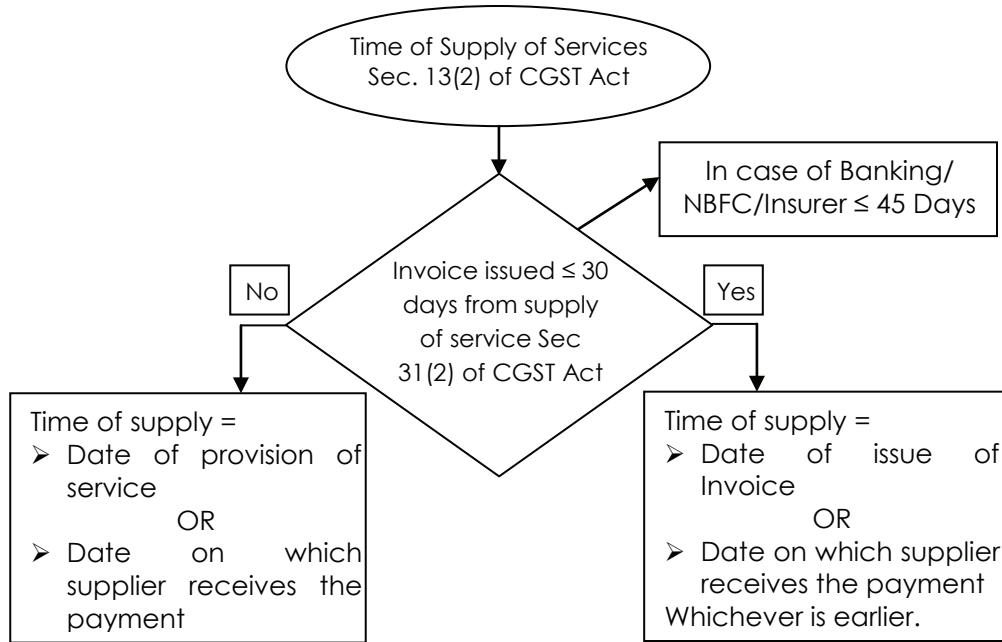 Time of Supply of Services
Sec. 13(2) of CGST Act
In case of Banking/
NBFC/Insurer ≤ 45 Days
Invoice issued ≤ 30
days from supply
of service Sec
31(2) of CGST Act
No
Yes
Time of supply =
➢ Date of provision of
service
OR
➢ Date on which
supplier receives the
payment
Time of supply =
➢ Date of issue of
Invoice
OR
➢ Date on which supplier
receives the payment
Whichever is earlier.